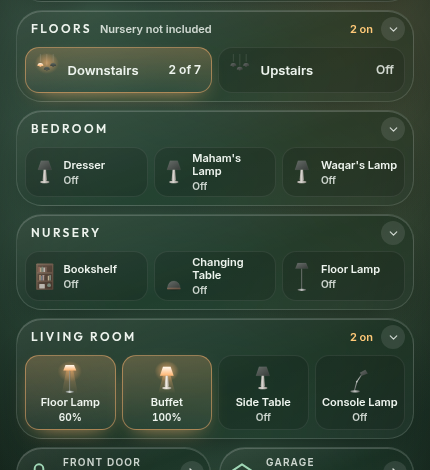 FLOORS Nursery not included 2 on
Downstairs 2 of 7 Upstairs Off
BEDROOM
Dresser
Off
Maham's
Lamp
Off
Waqar's Lamp
Off
NURSERY
Bookshelf
Off
Changing
Table
Off
Floor Lamp
Off
LIVING ROOM 2 on
Floor Lamp
60%
Buffet
100%
Side Table
Off
Console Lamp
Off
FRONT DOOR
GARAGE